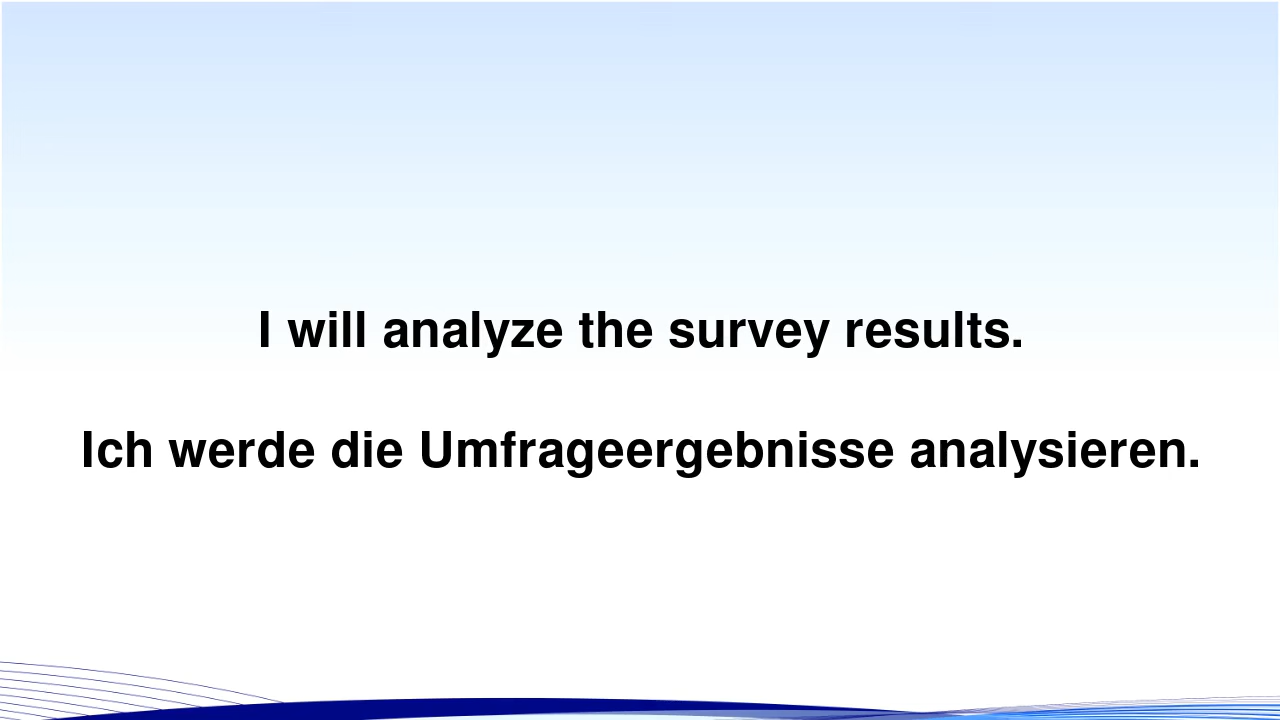 I will analyze the survey results.
Ich werde die Umfrageergebnisse analysieren.